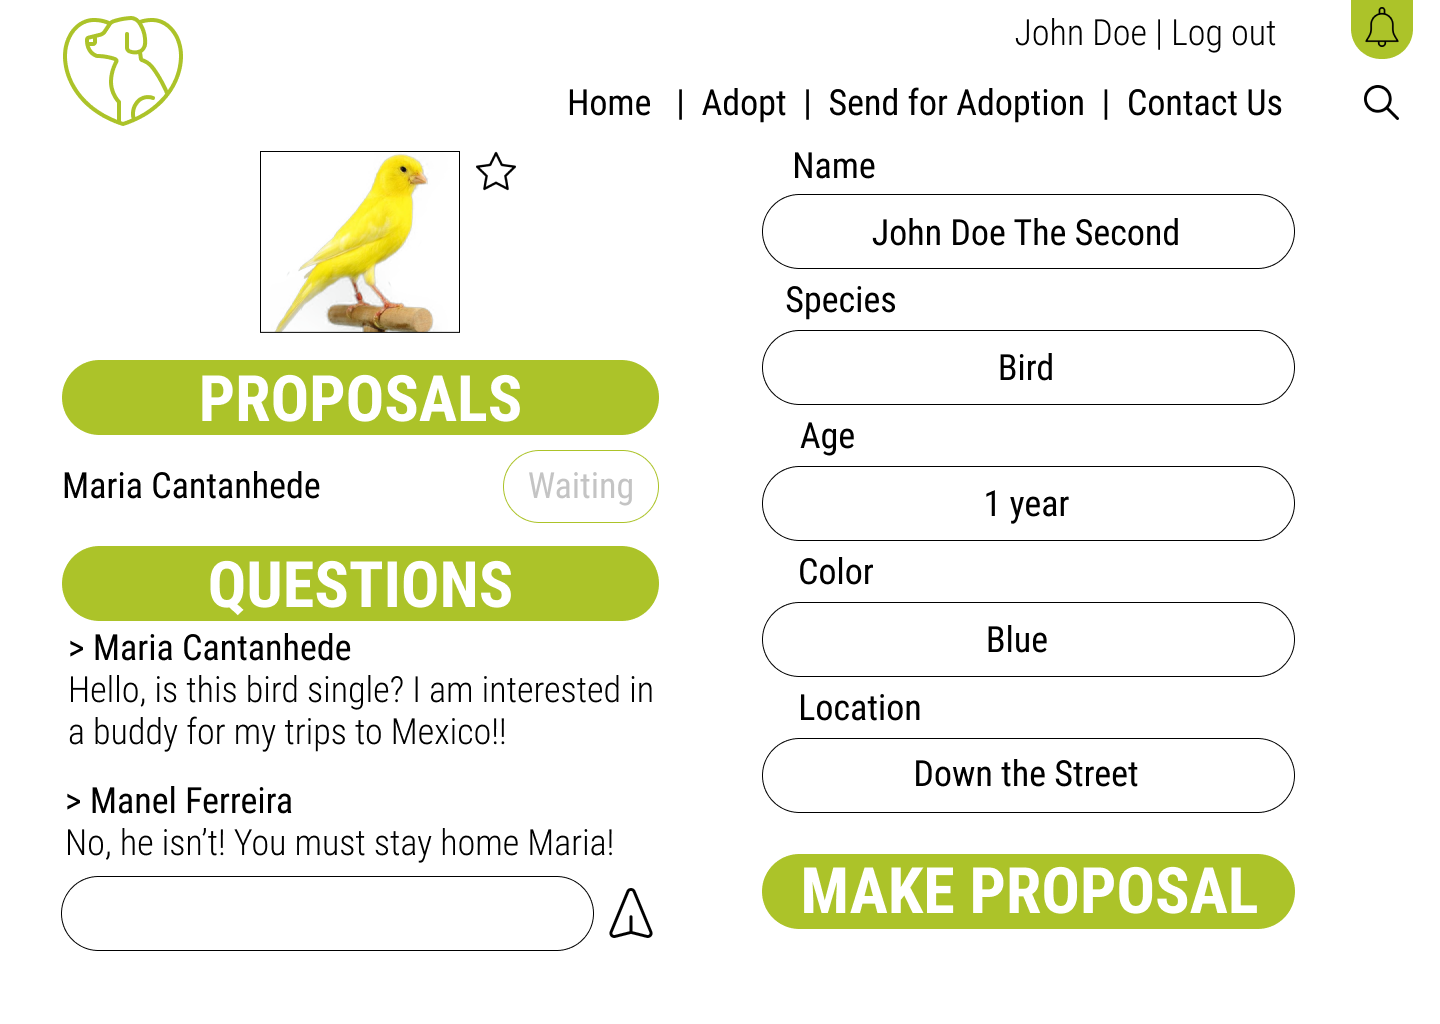 John Doe | Log out
Home | Adopt | Send for Adoption | Contact Us
PROPOSALS
Maria Cantanhede
Waiting
QUESTIONS
> Maria Cantanhede
Hello, is this bird single? I am interested in
a buddy for my trips to Mexico!!
> Manel Ferreira
No, he isn’t! You must stay home Maria!
Name
John Doe The Second
Species
Bird
Age
1 year
Color
Blue
Location
Down the Street
MAKE PROPOSAL